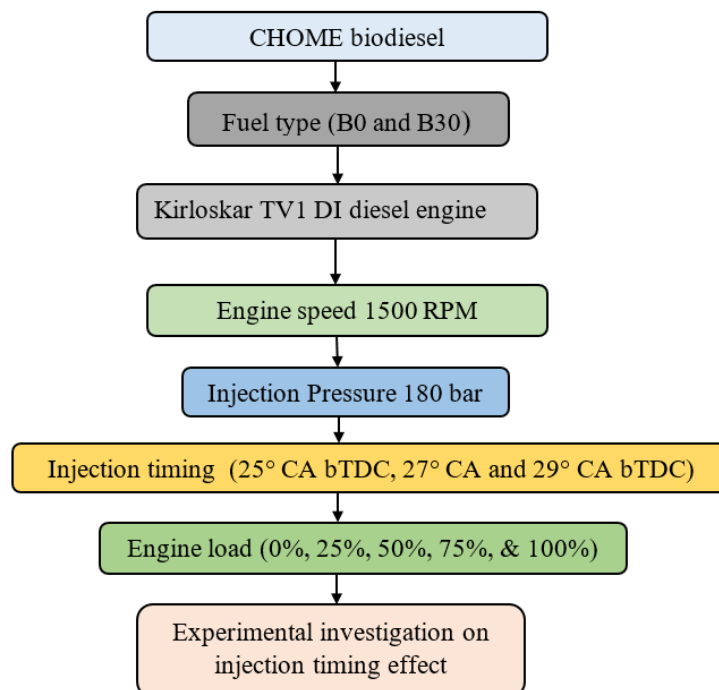 CHOME biodiesel
Fuel type (B0 and B30)
Kirloskar TV1 DI diesel engine
Engine speed 1500 RPM
Injection Pressure 180 bar
Injection timing (25° CA bTDC, 27° CA and 29° CA bTDC)
Engine load (0%, 25%, 50%, 75%, & 100%)
Experimental investigation on
injection timing effect